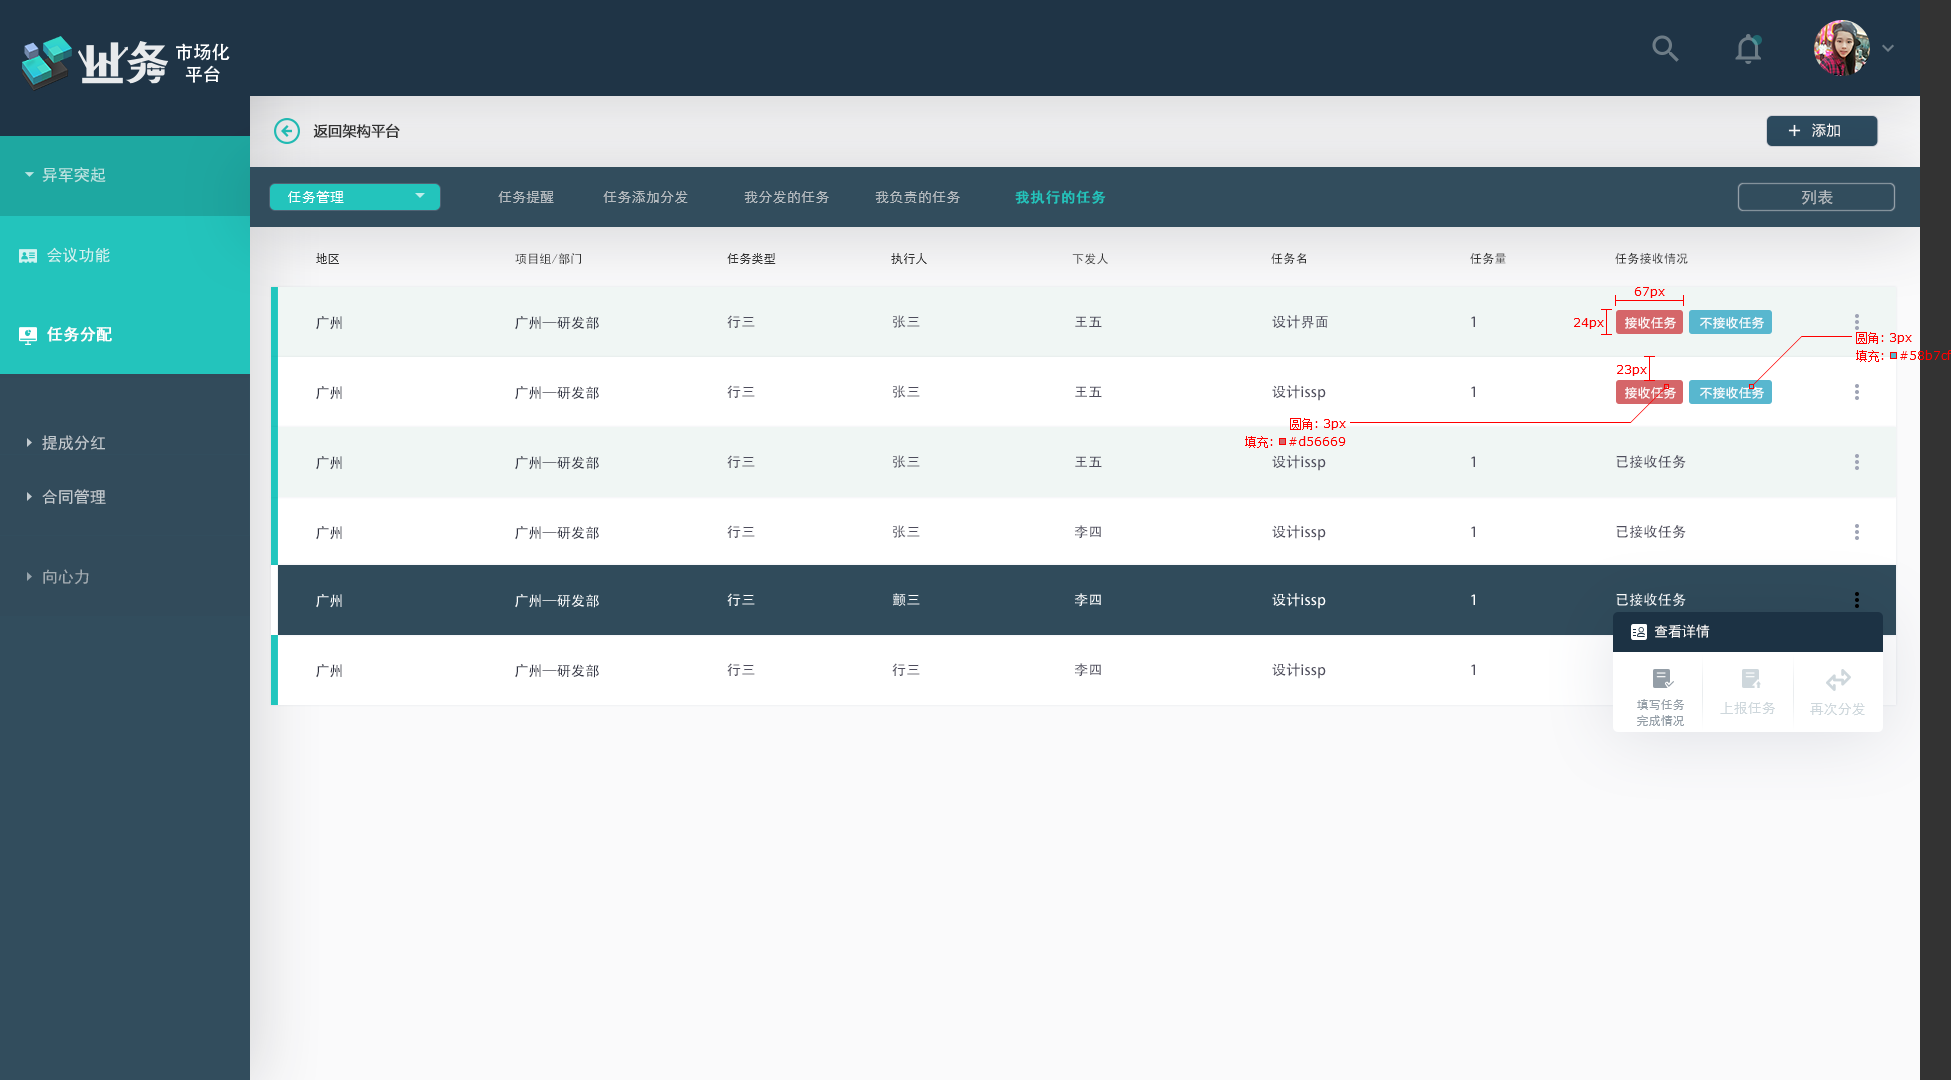 业务
市场化
平台
返回架构平台
添加
异军突起
会议功能
任务分配
提成分红
合同管理
向心力
任务管理
任务提醒
任务添加分发
我分发的任务
我负责的任务
我执行的任务
列表
地区
项目组/部门
任务类型
执行人
下发人
任务名
任务量
任务接收情况
67px
24px
广州
广州—研发部
行三
张三
王五
设计界面
1
接收任务
不接收任务
圆角: 3px
填充: #58b7cf
23px
广州
广州—研发部
行三
张三
王五
设计issp
1
接收任务
不接收任务
圆角: 3px
填充: #d56669
广州
广州—研发部
行三
张三
王五
设计issp
1
已接收任务
广州
广州—研发部
行三
张三
李四
设计issp
1
已接收任务
广州
广州—研发部
行三
颤三
李四
设计issp
1
已接收任务
广州
广州—研发部
行三
行三
李四
设计issp
1
查看详情
填写任务
完成情况
上报任务
再次分发